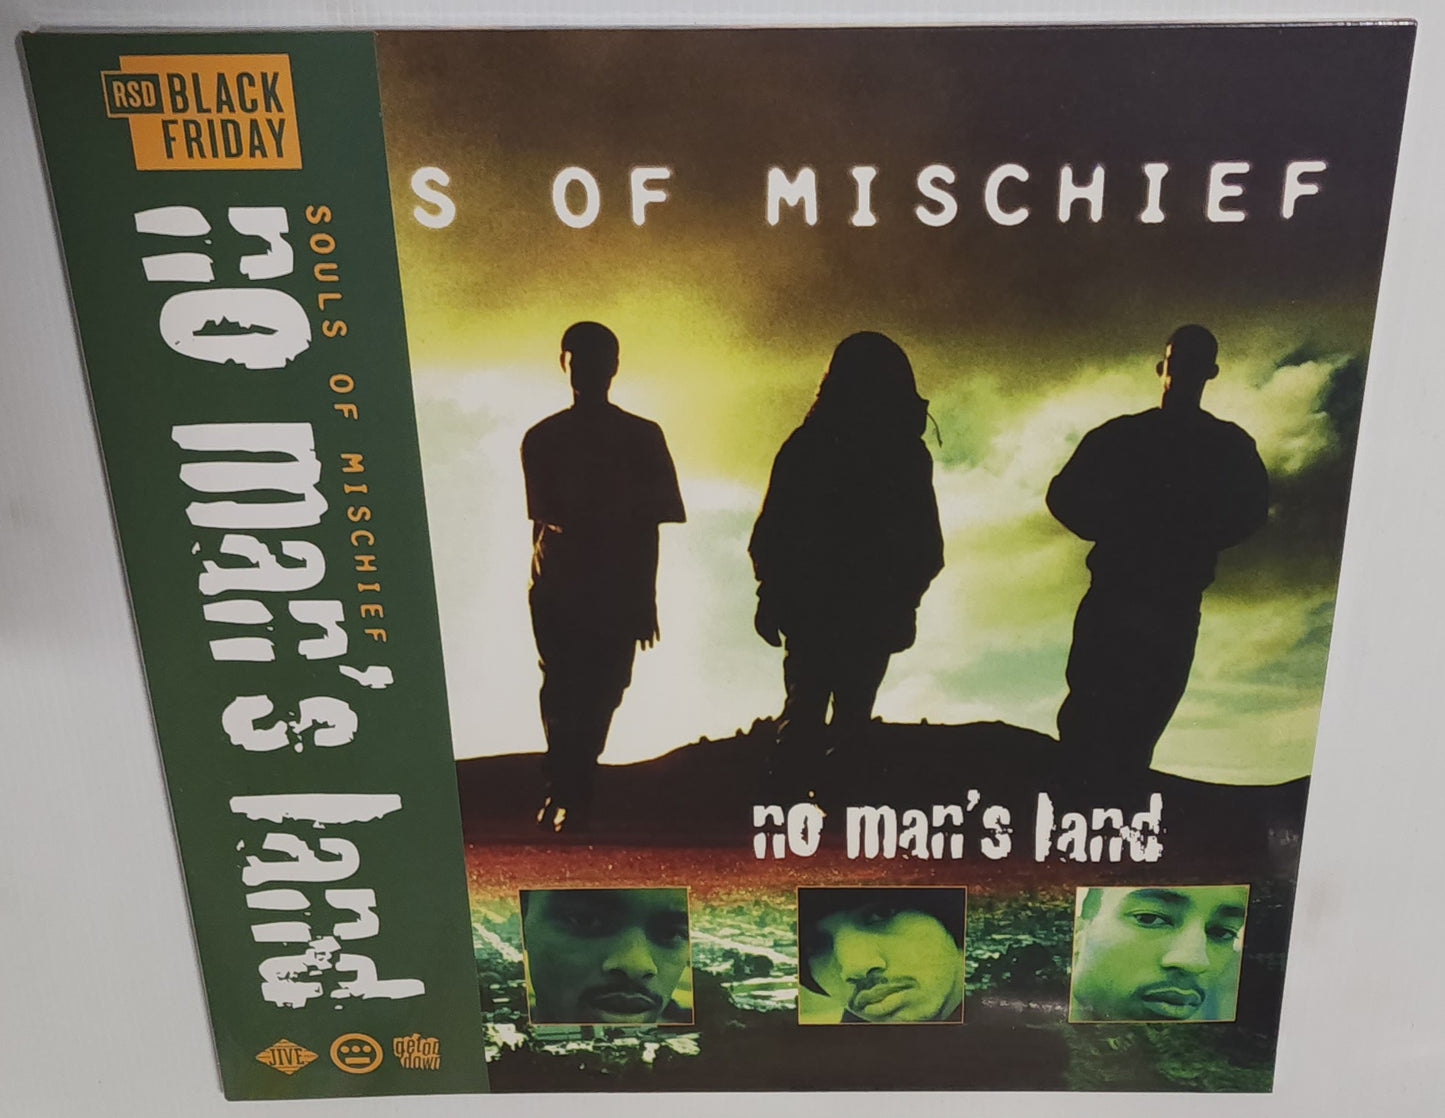 RSD BLACK
FRIDAY
SOULS OF MISCHIEF
no man's land
JIVE
get on
down
S OF MISCHIEF
no man's land